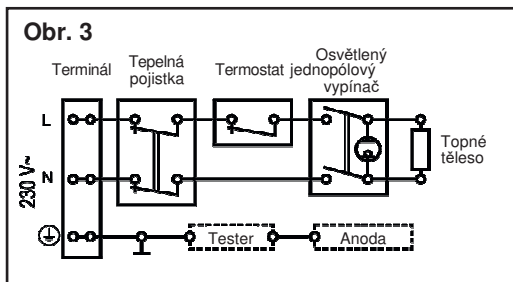 Obr. 3
Terminál
Tepelná
pojistka
Termostat
Osvětlený
jednopólový
vypínač
L
N
230 V~
Topné
těleso
Tester
Anoda